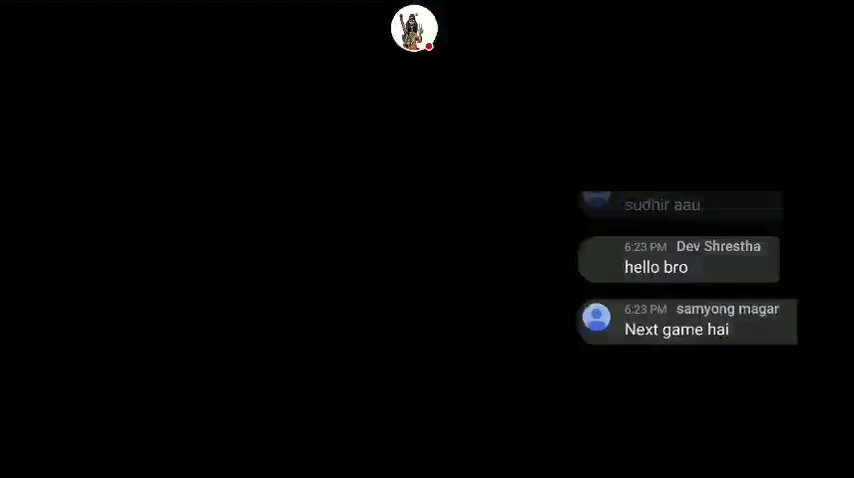 sudhir aau
6:23 PM Dev Shrestha
hello bro
6:23 PM samyong magar
Next game hai